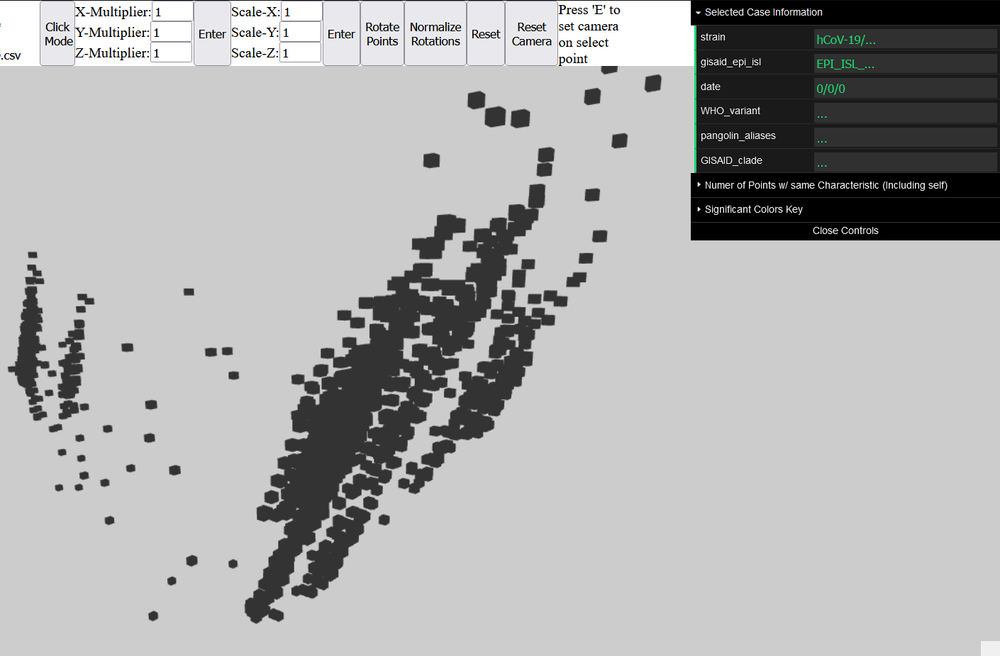 .csv
Click
Mode
X-Multiplier: 1
Y-Multiplier: 1
Z-Multiplier: 1
Enter
Scale-X: 1
Scale-Y: 1
Scale-Z: 1
Enter
Rotate
Points
Normalize
Rotations
Reset
Reset
Camera
Press 'E' to
set camera
on select
point
Selected Case Information
strain hCoV-19/...
gisaid_epi_isl EPI_ISL_...
date 0/0/0
WHO_variant ...
pangolin_aliases ...
GISAID_clade ...
Numer of Points w/ same Characteristic (Including self)
Significant Colors Key
Close Controls